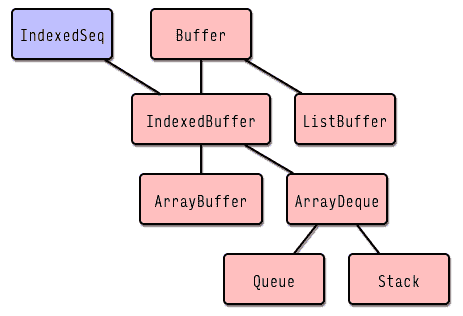 IndexedSeq
Buffer
IndexedBuffer
ListBuffer
ArrayBuffer
ArrayDeque
Queue
Stack